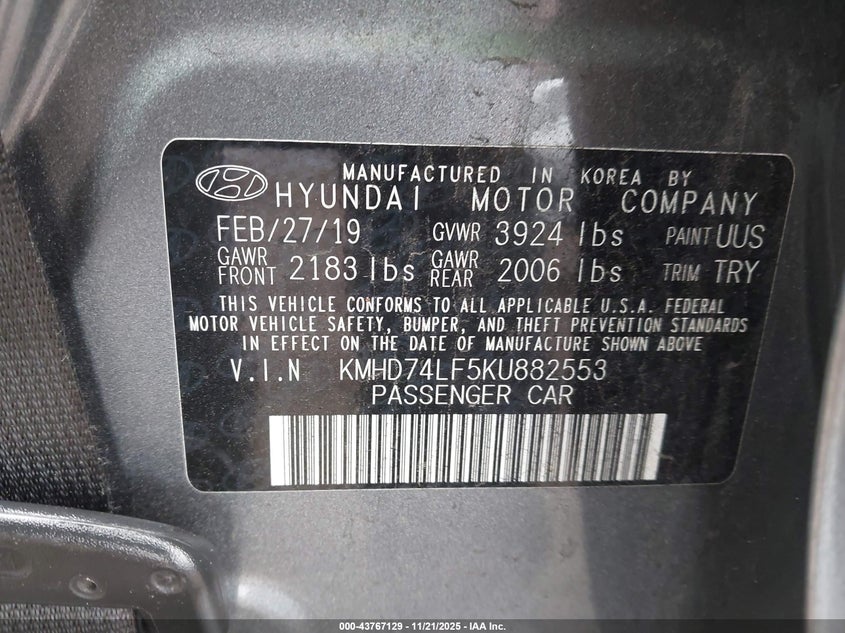 MANUFACTURED IN KOREA BY
HYUNDAI MOTOR COMPANY
FEB/27/19 GVWR 3924 lbs PAINT UUS
GAWR FRONT 2183 lbs GAWR REAR 2006 lbs TRIM TRY
THIS VEHICLE CONFORMS TO ALL APPLICABLE U.S.A. FEDERAL
MOTOR VEHICLE SAFETY, BUMPER, AND THEFT PREVENTION STANDARDS
IN EFFECT ON THE DATE OF MANUFACTURE SHOWN ABOVE
V.I.N KMHD74LF5KU882553
PASSENGER CAR
000-43767129 - 11/21/2025 - IAA Inc.